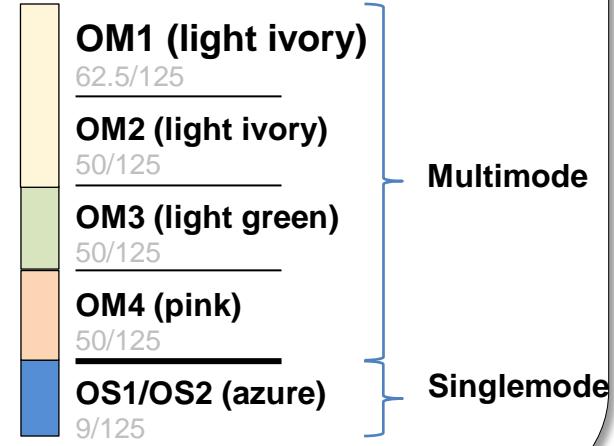 OM1 (light ivory)
62.5/125
OM2 (light ivory)
50/125
Multimode
OM3 (light green)
50/125
OM4 (pink)
50/125
OS1/OS2 (azure)
Singlemode
9/125